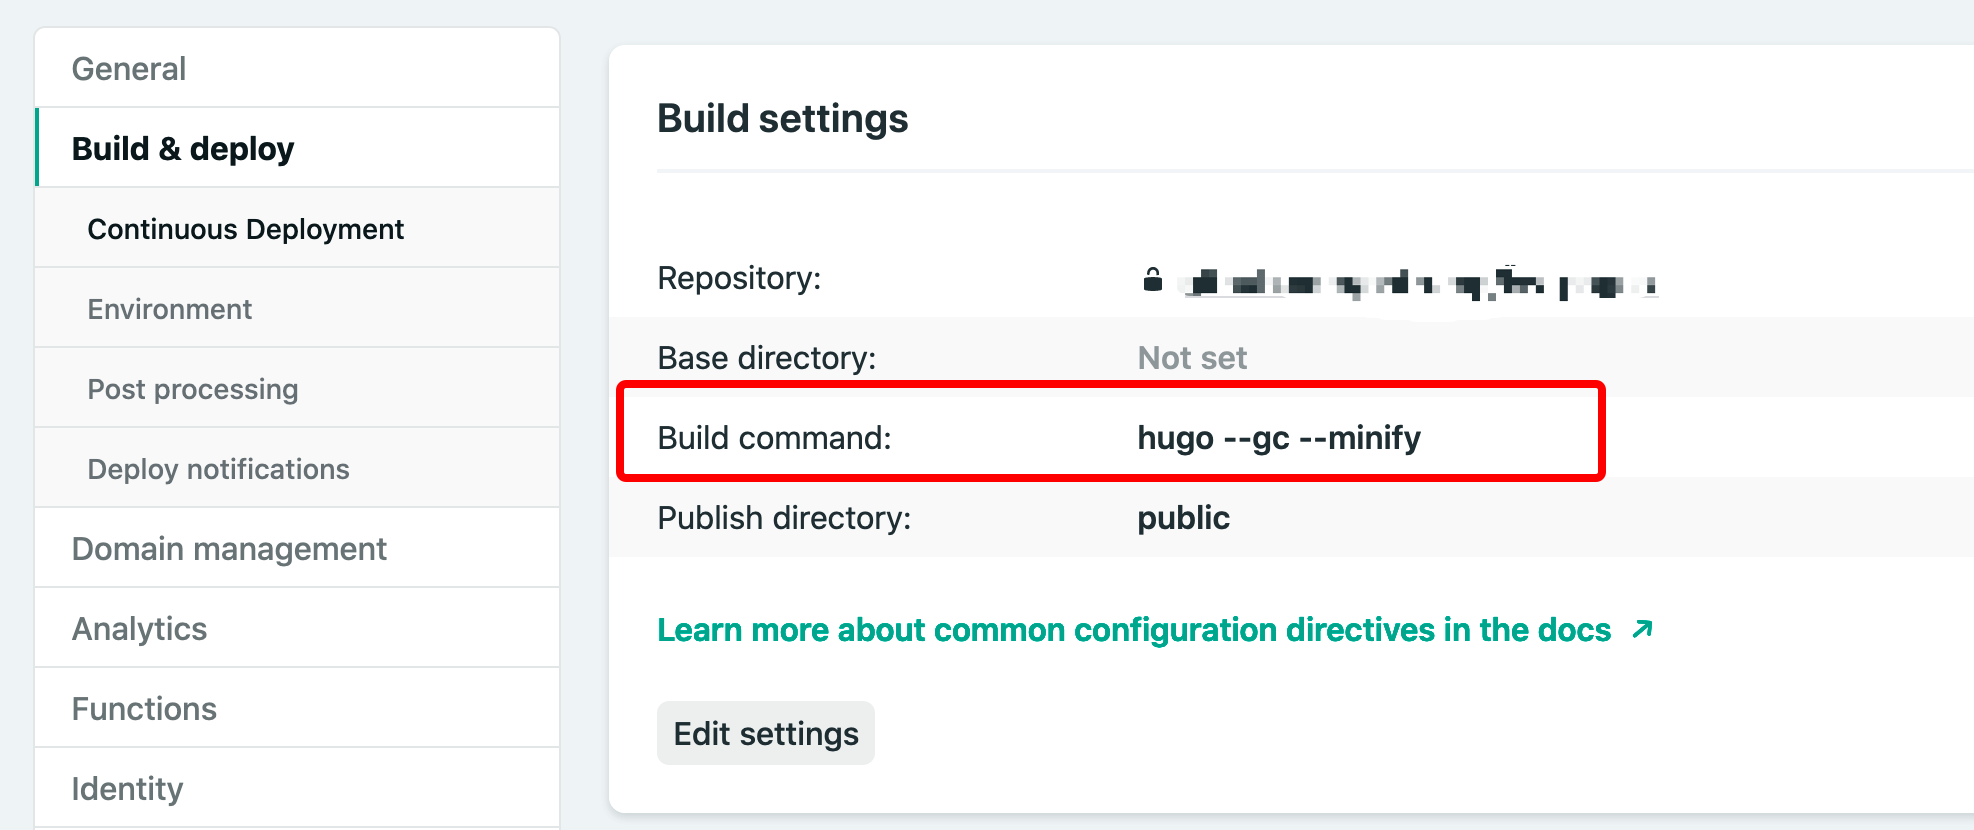 General
Build & deploy
Continuous Deployment
Environment
Post processing
Deploy notifications
Domain management
Analytics
Functions
Identity
Build settings
Repository:
Base directory: Not set
Build command: hugo --gc --minify
Publish directory: public
Learn more about common configuration directives in the docs ↗
Edit settings